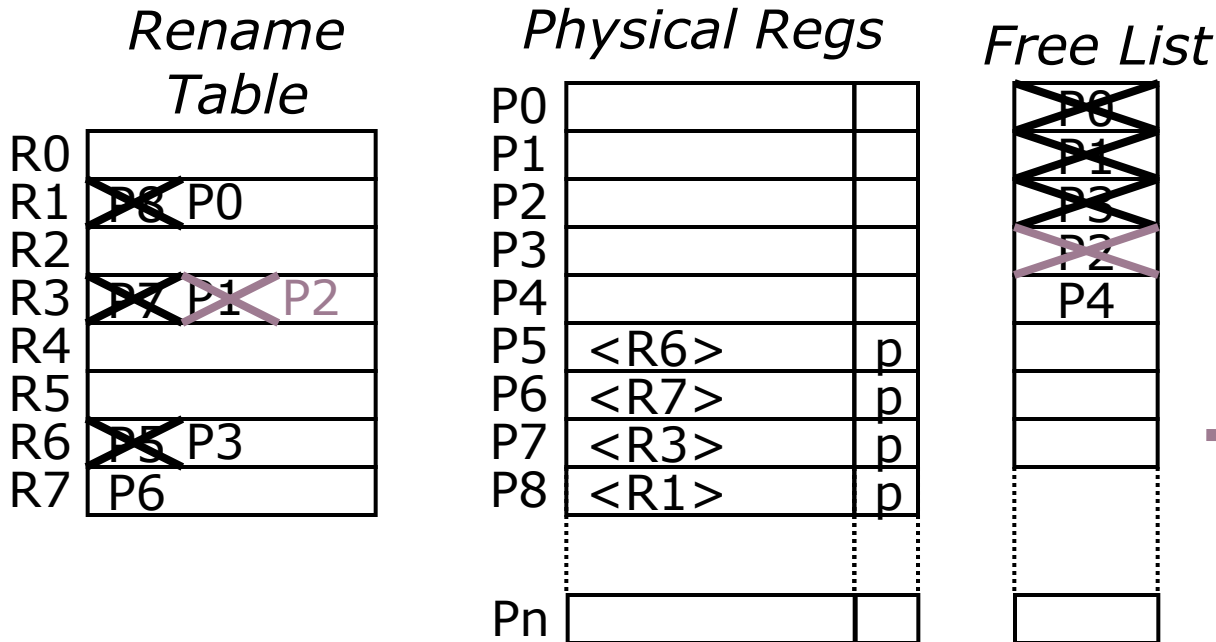 Rename
Table
R0
R1 P8 P0
R2
R3 P7 P1 P2
R4
R5
R6 P5 P3
R7 P6
Physical Regs
P0
P1
P2
P3
P4
P5 <R6> p
P6 <R7> p
P7 <R3> p
P8 <R1> p
Pn
Free List
P0
P1
P3
P2
P4